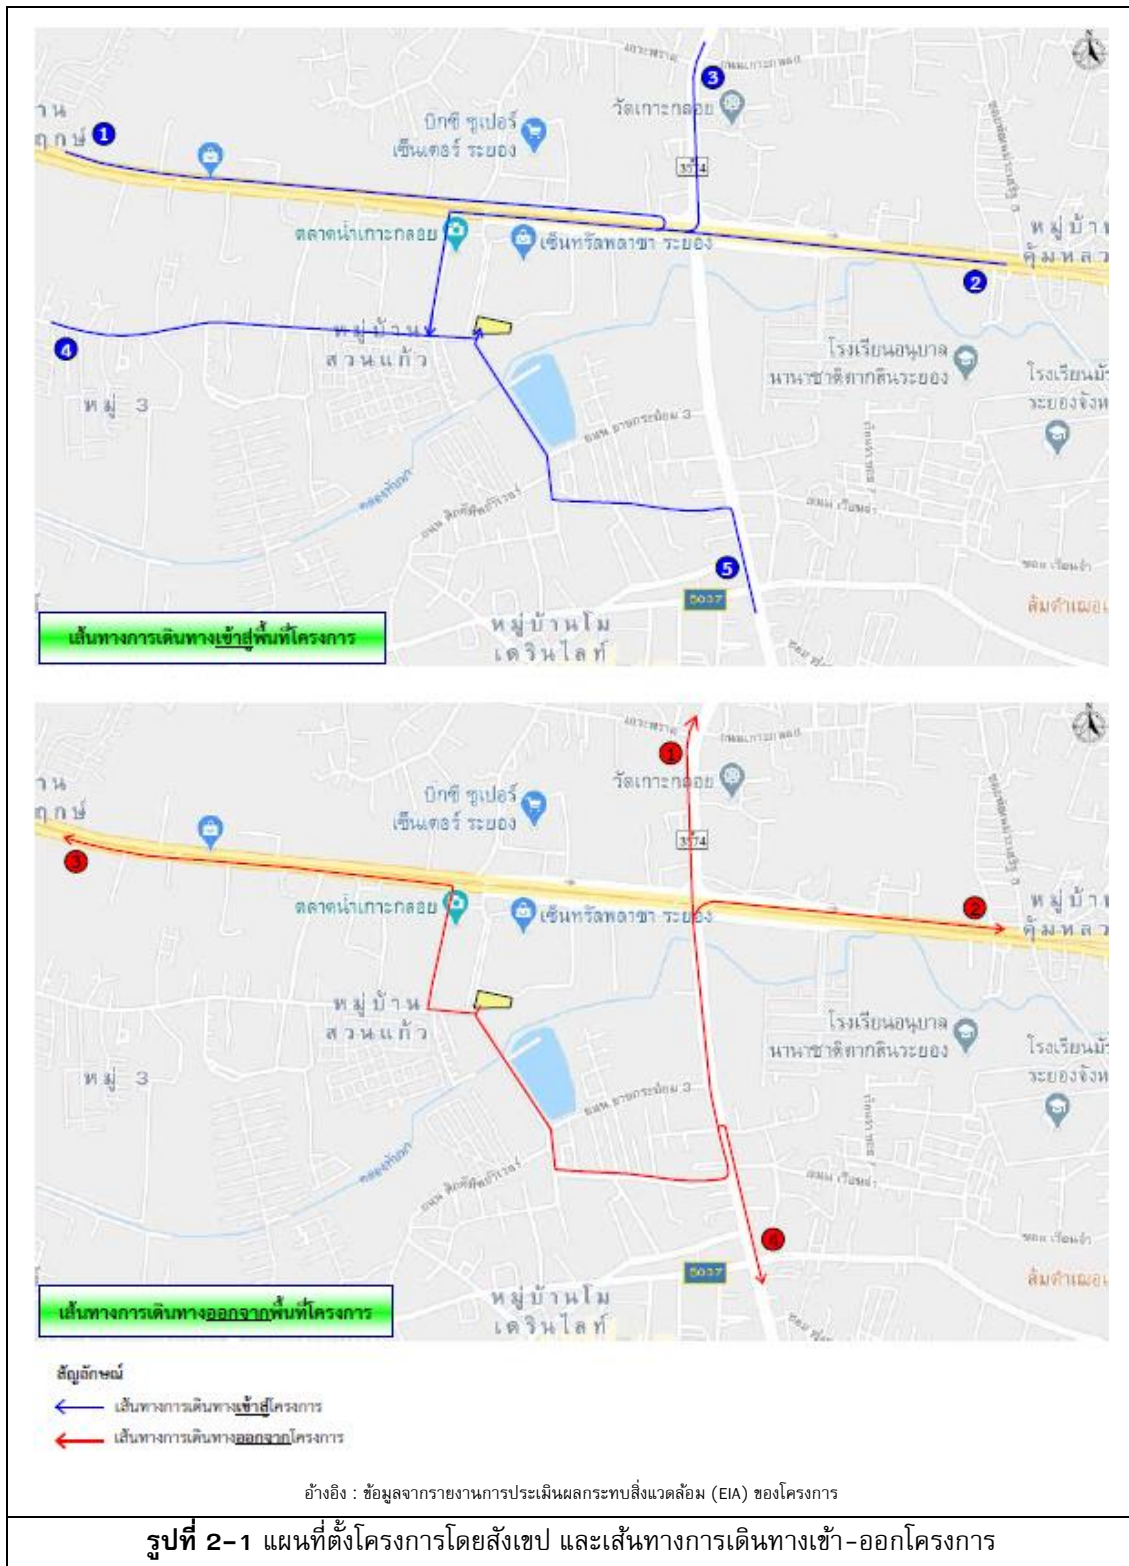 วัดเกาะกลอย
3
1
บิ๊กซี ซูเปอร์
เซ็นเตอร์ ระยอง
3574
ตลาดน้ำเกาะกลอย
เซ็นทรัลพลาซา ระยอง
2
หมู่บ้าน
สวนแก้ว
4
หมู่ 3
โรงเรียนอนุบาล
นานาชาติตากสินระยอง
คลองทับมา
5
5037
หมู่บ้านโม
เดรินไลท์
เส้นทางการเดินทางเข้าสู่พื้นที่โครงการ
1
วัดเกาะกลอย
บิ๊กซี ซูเปอร์
เซ็นเตอร์ ระยอง
3574
3
ตลาดน้ำเกาะกลอย
เซ็นทรัลพลาซา ระยอง
2
หมู่บ้าน
สวนแก้ว
หมู่ 3
โรงเรียนอนุบาล
นานาชาติตากสินระยอง
คลองทับมา
4
5037
หมู่บ้านโม
เดรินไลท์
เส้นทางการเดินทางออกจากพื้นที่โครงการ
สัญลักษณ์
เส้นทางการเดินทางเข้าสู่โครงการ
เส้นทางการเดินทางออกจากโครงการ
อ้างอิง : ข้อมูลจากรายงานการประเมินผลกระทบสิ่งแวดล้อม (EIA) ของโครงการ
รูปที่ 2-1 แผนที่ตั้งโครงการโดยสังเขป และเส้นทางการเดินทางเข้า-ออกโครงการ